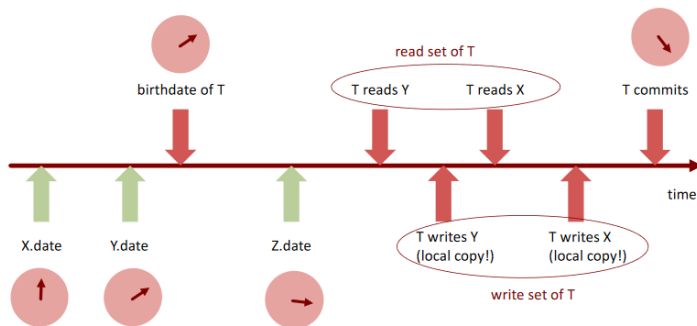 read set of T
birthdate of T
T reads Y
T reads X
T commits
time
X.date
Y.date
Z.date
T writes Y
(local copy!)
T writes X
(local copy!)
write set of T